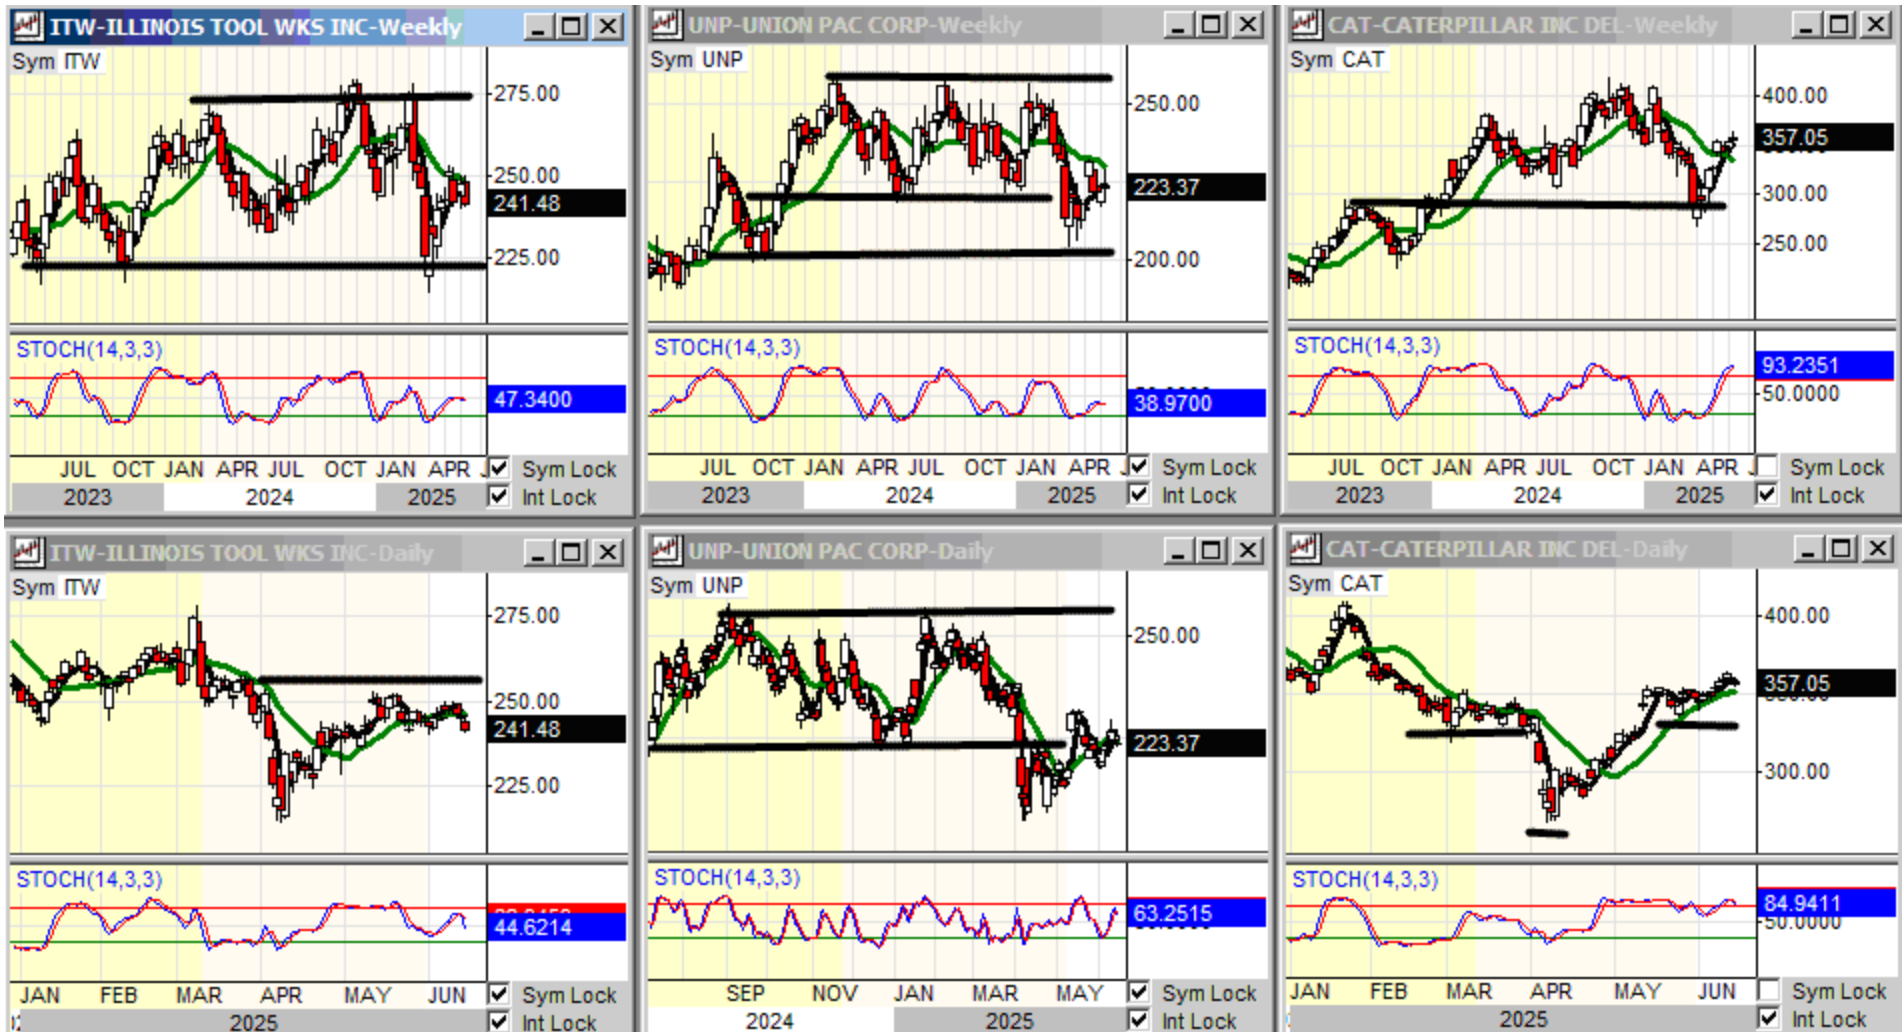 ITW-ILLINOIS TOOL WKS INC-Weekly
Sym ITW
275.00
250.00
241.48
225.00
STOCH(14,3,3)
47.3400
JUL OCT JAN APR JUL OCT JAN APR
Sym Lock
2023 2024 2025
Int Lock
UNP-UNION PAC CORP-Weekly
Sym UNP
250.00
223.37
200.00
STOCH(14,3,3)
38.9700
JUL OCT JAN APR JUL OCT JAN APR
Sym Lock
2023 2024 2025
Int Lock
CAT-CATERPILLAR INC DEL-Weekly
Sym CAT
400.00
357.05
300.00
250.00
STOCH(14,3,3)
93.2351
50.0000
JUL OCT JAN APR JUL OCT JAN APR
Sym Lock
2023 2024 2025
Int Lock
ITW-ILLINOIS TOOL WKS INC-Daily
Sym ITW
275.00
250.00
241.48
225.00
STOCH(14,3,3)
44.6214
JAN FEB MAR APR MAY JUN
Sym Lock
2025
Int Lock
UNP-UNION PAC CORP-Daily
Sym UNP
250.00
223.37
STOCH(14,3,3)
63.2515
SEP NOV JAN MAR MAY
Sym Lock
2024 2025
Int Lock
CAT-CATERPILLAR INC DEL-Daily
Sym CAT
400.00
357.05
300.00
STOCH(14,3,3)
84.9411
50.0000
JAN FEB MAR APR MAY JUN
Sym Lock
2025
Int Lock